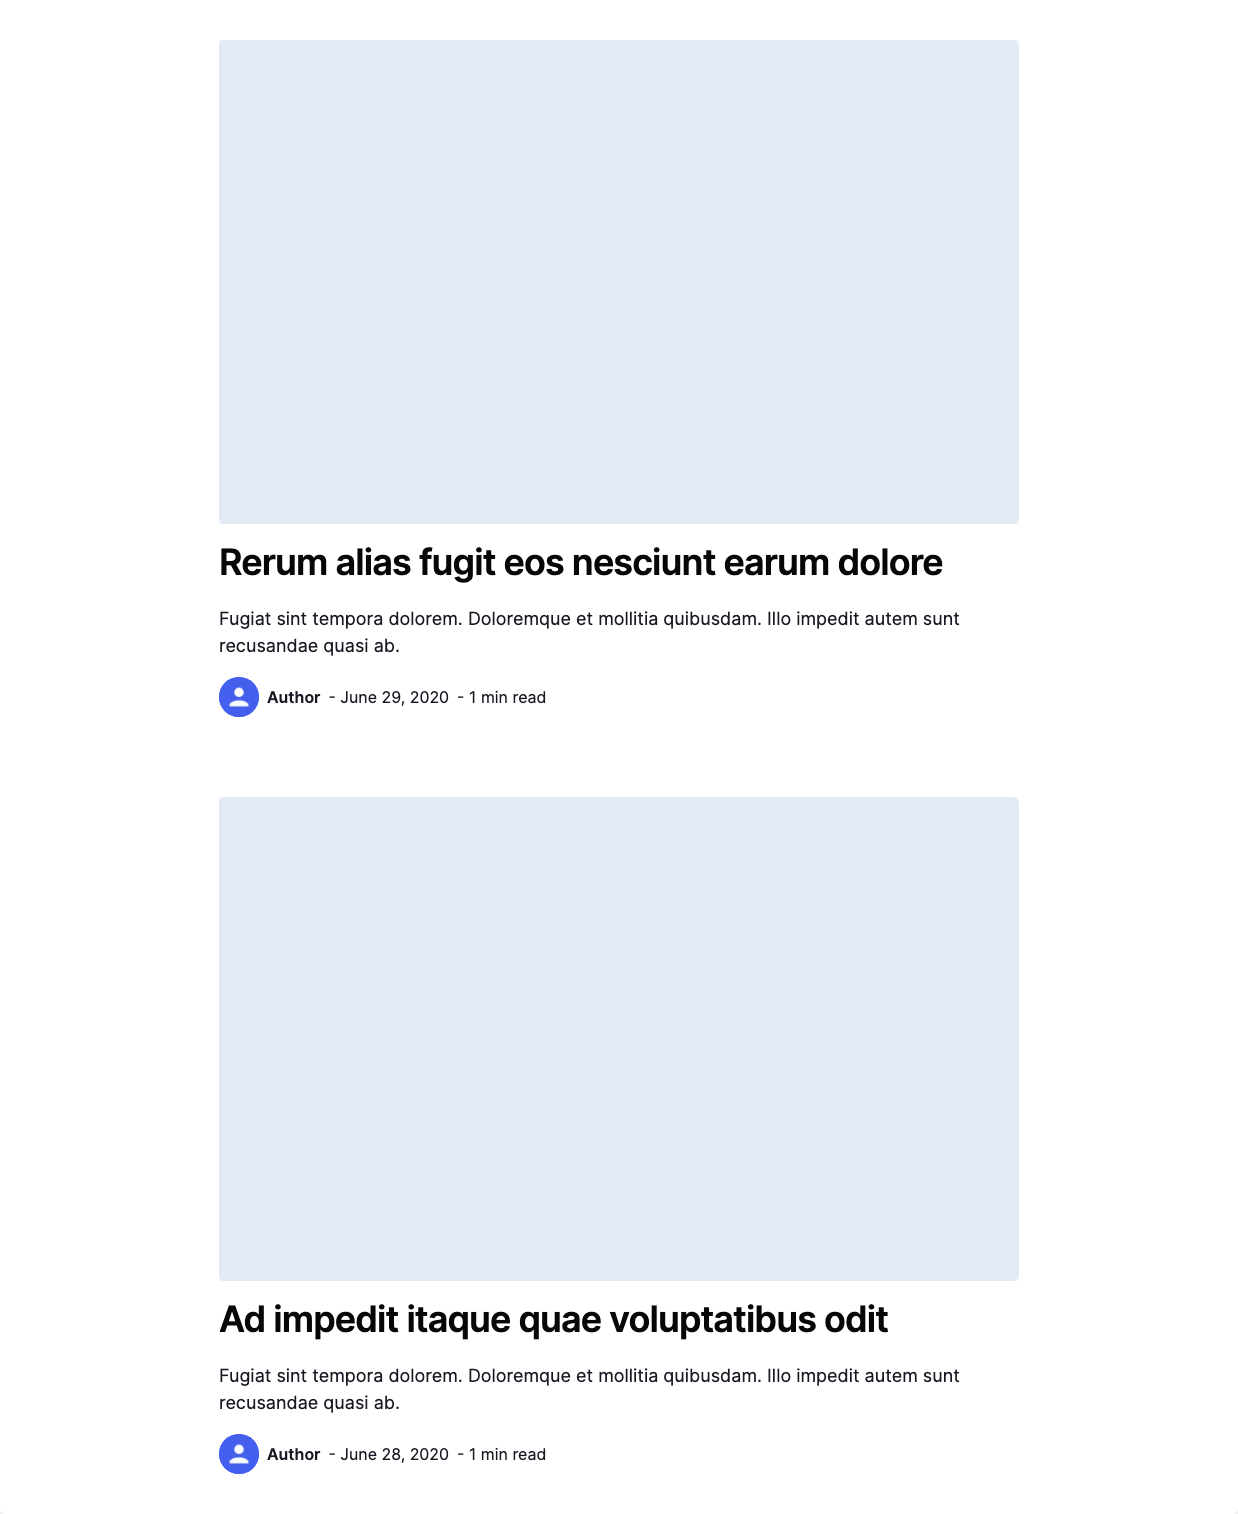 Rerum alias fugit eos nesciunt earum dolore
Fugiat sint tempora dolorem. Doloremque et mollitia quibusdam. Illo impedit autem sunt
recusandae quasi ab.
Author - June 29, 2020 - 1 min read
Ad impedit itaque quae voluptatibus odit
Fugiat sint tempora dolorem. Doloremque et mollitia quibusdam. Illo impedit autem sunt
recusandae quasi ab.
Author - June 28, 2020 - 1 min read